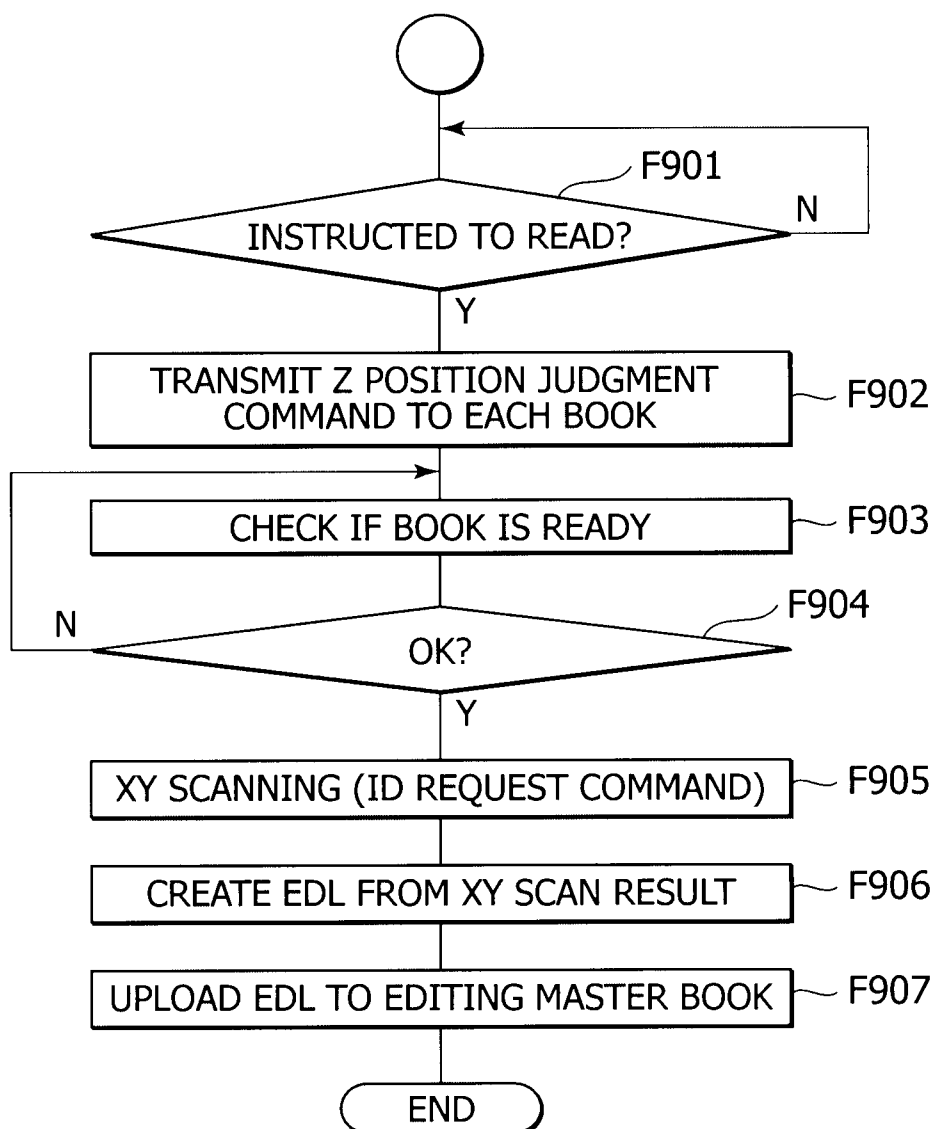 F901
N
INSTRUCTED TO READ?
Y
TRANSMIT Z POSITION JUDGMENT
COMMAND TO EACH BOOK
F902
CHECK IF BOOK IS READY
F903
F904
N
OK?
Y
XY SCANNING (ID REQUEST COMMAND)
F905
CREATE EDL FROM XY SCAN RESULT
F906
UPLOAD EDL TO EDITING MASTER BOOK
F907
END